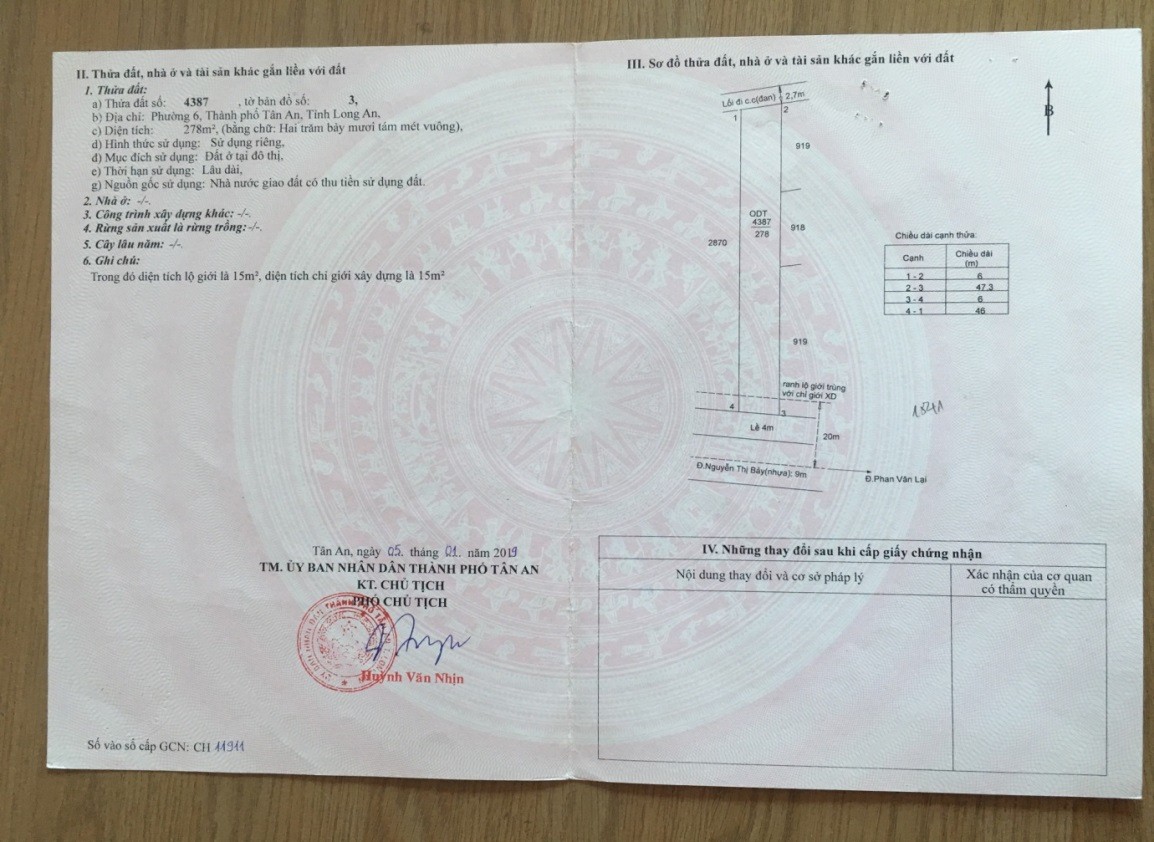 II. Thửa đất, nhà ở và tài sản khác gắn liền với đất
1. Thửa đất:
a) Thửa đất số: 4387 , tờ bản đồ số: 3,
b) Địa chỉ: Phường 6, Thành phố Tân An, Tỉnh Long An,
c) Diện tích: 278m², (bằng chữ: Hai trăm bảy mươi tám mét vuông),
d) Hình thức sử dụng: Sử dụng riêng,
đ) Mục đích sử dụng: Đất ở tại đô thị,
e) Thời hạn sử dụng: Lâu dài,
g) Nguồn gốc sử dụng: Nhà nước giao đất có thu tiền sử dụng đất.
2. Nhà ở: -/-.
3. Công trình xây dựng khác: -/-.
4. Rừng sản xuất là rừng trồng: -/-.
5. Cây lâu năm: -/-.
6. Ghi chú:
Trong đó diện tích lộ giới là 15m², diện tích chỉ giới xây dựng là 15m²
Tân An, ngày 05. tháng 01. năm 2019
TM. ỦY BAN NHÂN DÂN THÀNH PHỐ TÂN AN
KT. CHỦ TỊCH
PHÓ CHỦ TỊCH
Huỳnh Văn Nhịn
Số vào sổ cấp GCN: CH 11911
III. Sơ đồ thửa đất, nhà ở và tài sản khác gắn liền với đất
Lối đi c.c(đan) 2,7m
B
1
2
919
ODT
4387
278
2870
918
919
ranh lộ giới trùng
với chỉ giới XD
4
3
Lề 4m
20m
Đ.Nguyễn Thị Bảy(nhựa): 9m
Đ.Phan Văn Lại
Chiều dài cạnh thửa:
Cạnh Chiều dài (m)
1 - 2 6
2 - 3 47.3
3 - 4 6
4 - 1 46
IV. Những thay đổi sau khi cấp giấy chứng nhận
Nội dung thay đổi và cơ sở pháp lý
Xác nhận của cơ quan
có thẩm quyền